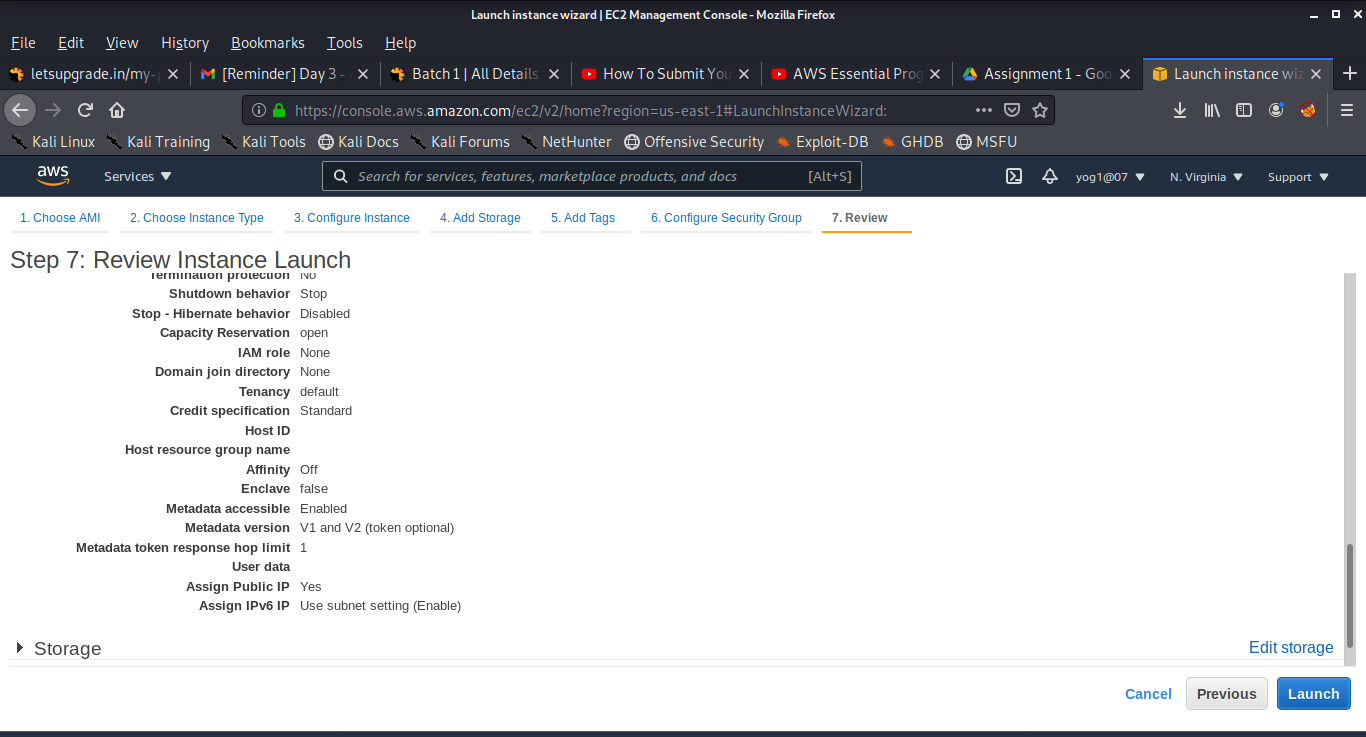 Launch instance wizard | EC2 Management Console - Mozilla Firefox
File Edit View History Bookmarks Tools Help
letsupgrade.in/my- [Reminder] Day 3 - Batch 1 | All Details How To Submit You AWS Essential Prog Assignment 1 - Goo Launch instance wiz
https://console.aws.amazon.com/ec2/v2/home?region=us-east-1#LaunchInstanceWizard:
Kali Linux Kali Training Kali Tools Kali Docs Kali Forums NetHunter Offensive Security Exploit-DB GHDB MSFU
aws Services Search for services, features, marketplace products, and docs [Alt+S] yog1@07 N. Virginia Support
1. Choose AMI 2. Choose Instance Type 3. Configure Instance 4. Add Storage 5. Add Tags 6. Configure Security Group 7. Review
Step 7: Review Instance Launch
Termination protection No
Shutdown behavior Stop
Stop - Hibernate behavior Disabled
Capacity Reservation open
IAM role None
Domain join directory None
Tenancy default
Credit specification Standard
Host ID
Host resource group name
Affinity Off
Enclave false
Metadata accessible Enabled
Metadata version V1 and V2 (token optional)
Metadata token response hop limit 1
User data
Assign Public IP Yes
Assign IPv6 IP Use subnet setting (Enable)
Storage Edit storage
Cancel Previous Launch